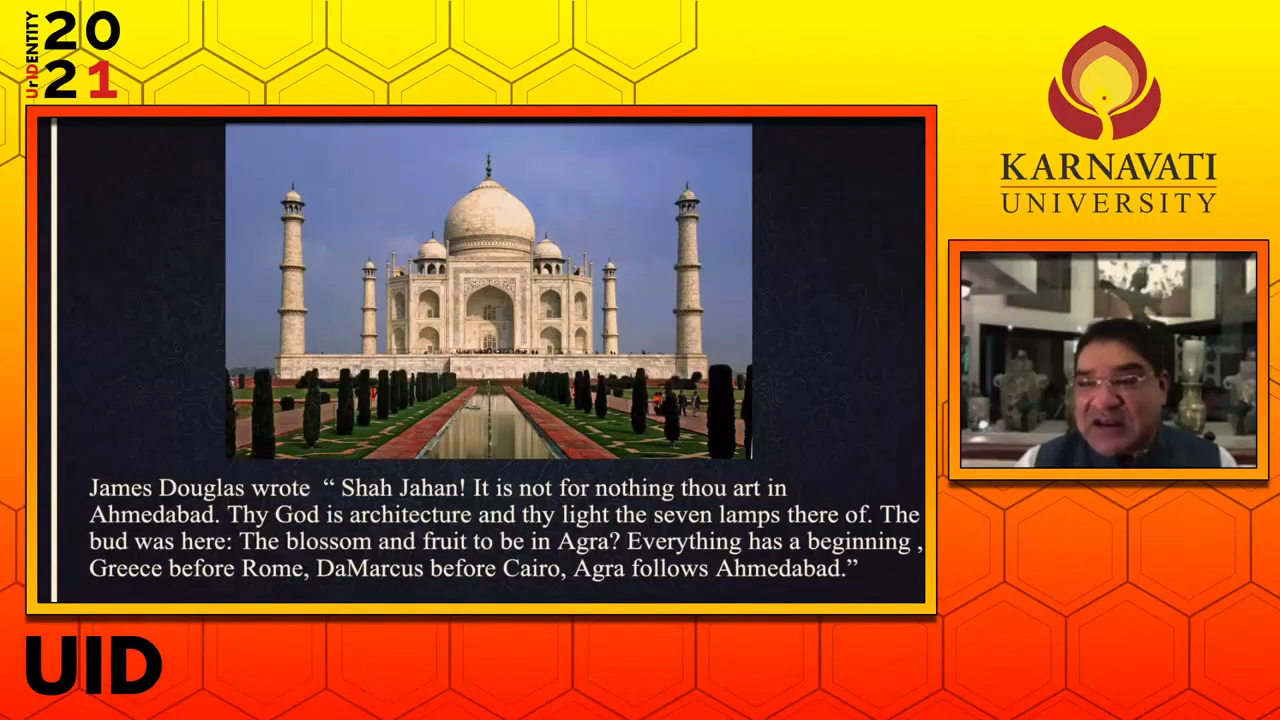 UrIDENTITY
20
21
KARNAVATI
UNIVERSITY
James Douglas wrote “ Shah Jahan! It is not for nothing thou art in
Ahmedabad. Thy God is architecture and thy light the seven lamps there of. The
bud was here: The blossom and fruit to be in Agra? Everything has a beginning ,
Greece before Rome, DaMarcus before Cairo, Agra follows Ahmedabad.”
UID